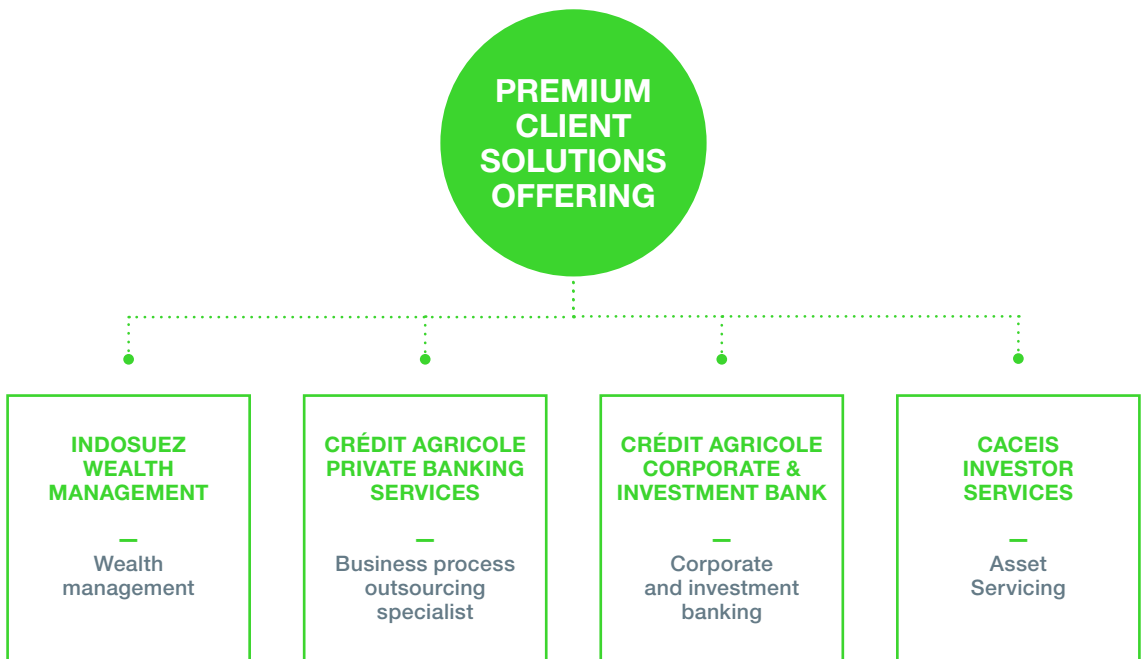 PREMIUM
CLIENT
SOLUTIONS
OFFERING
INDOSUEZ
WEALTH
MANAGEMENT
Wealth
management
CRÉDIT AGRICOLE
PRIVATE BANKING
SERVICES
Business process
outsourcing
specialist
CRÉDIT AGRICOLE
CORPORATE &
INVESTMENT BANK
Corporate
and investment
banking
CACEIS
INVESTOR
SERVICES
Asset
Servicing